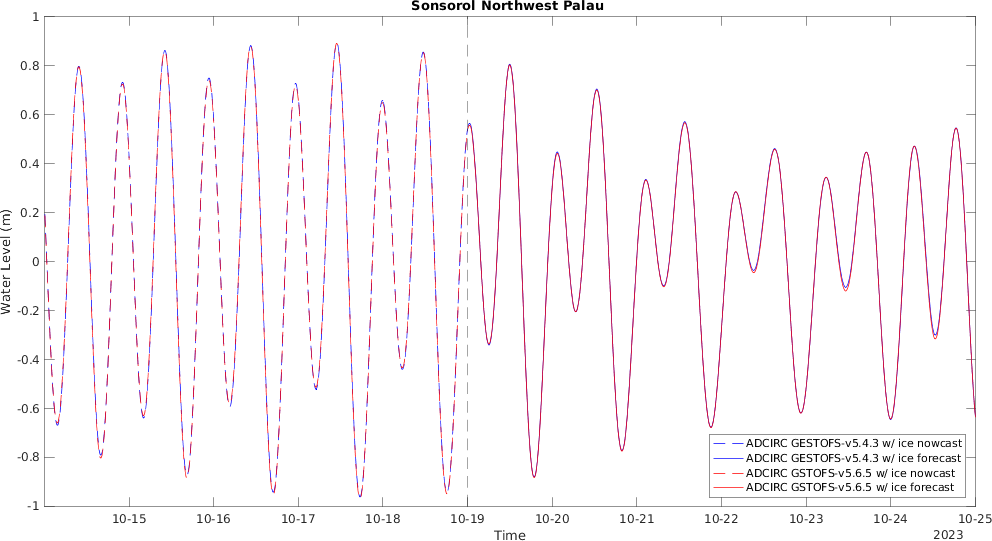 Sonsorol Northwest Palau
Water Level (m)
1
0.8
0.6
0.4
0.2
0
-0.2
-0.4
-0.6
-0.8
-1
ADCIRC GESTOFS-v5.4.3 w/ ice nowcast
ADCIRC GESTOFS-v5.4.3 w/ ice forecast
ADCIRC GSTOFS-v5.6.5 w/ ice nowcast
ADCIRC GSTOFS-v5.6.5 w/ ice forecast
10-15 10-16 10-17 10-18 10-19 10-20 10-21 10-22 10-23 10-24 10-25
Time
2023